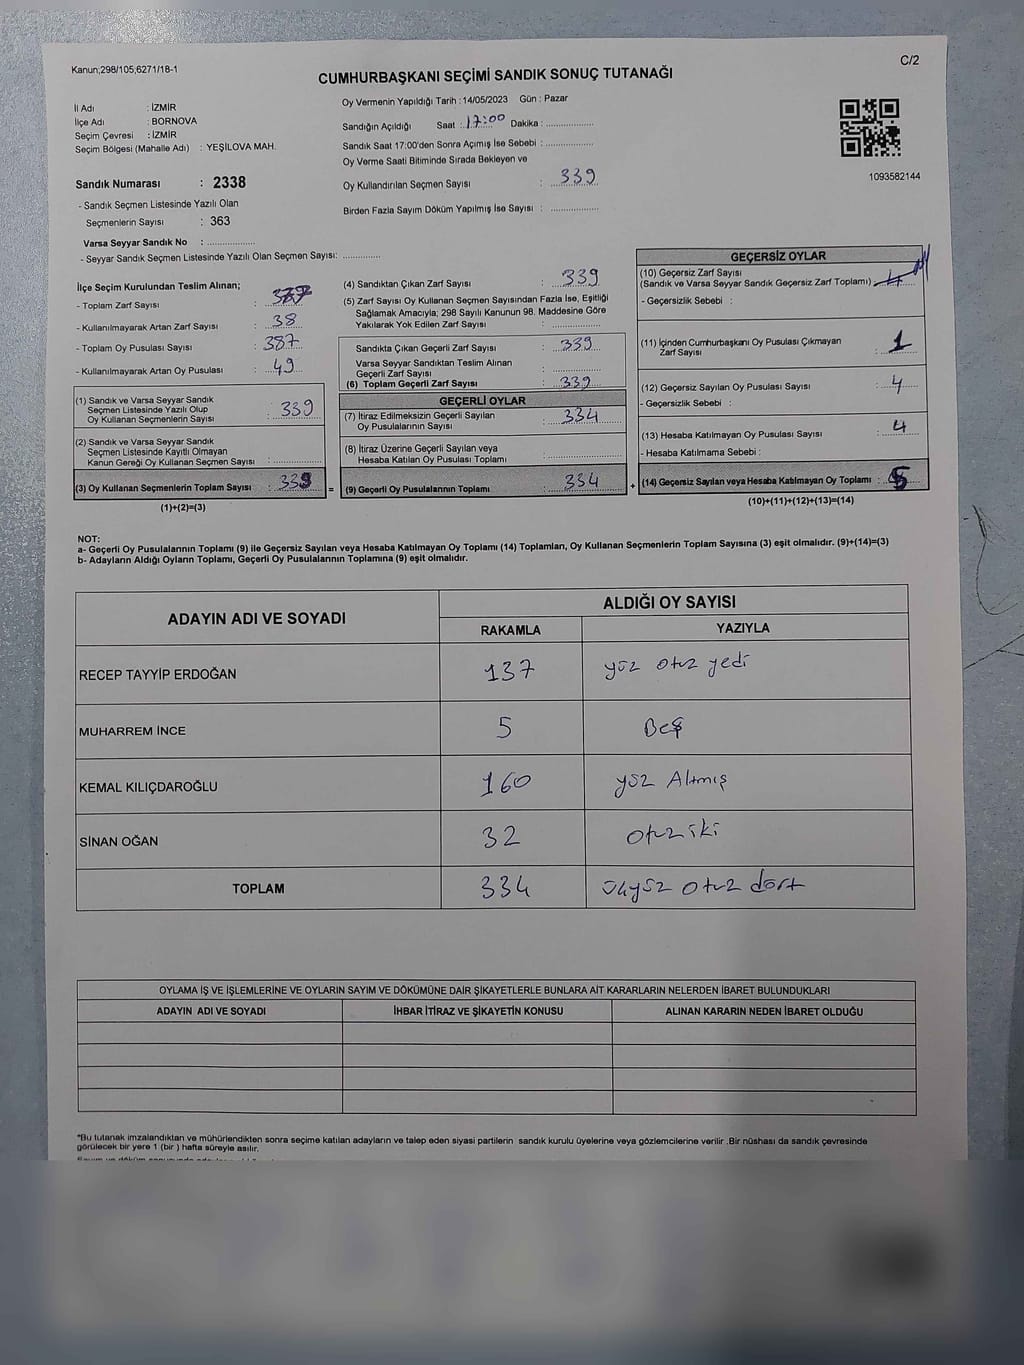 Kanun;298/105;6271/18-1
C/2
CUMHURBAŞKANI SEÇİMİ SANDIK SONUÇ TUTANAĞI
İl Adı : İZMİR
İlçe Adı : BORNOVA
Seçim Çevresi : İZMİR
Seçim Bölgesi (Mahalle Adı) : YEŞİLOVA MAH.
Oy Vermenin Yapıldığı Tarih : 14/05/2023 Gün : Pazar
Sandığın Açıldığı Saat : 17:00 Dakika :
Sandık Saat 17:00'den Sonra Açımış İse Sebebi :
Oy Verme Saati Bitiminde Sırada Bekleyen ve
Oy Kullandırılan Seçmen Sayısı : 339
Birden Fazla Sayım Döküm Yapılmış İse Sayısı :
1093582144
Sandık Numarası : 2338
- Sandık Seçmen Listesinde Yazılı Olan
Seçmenlerin Sayısı : 363
Varsa Seyyar Sandık No :
- Seyyar Sandık Seçmen Listesinde Yazılı Olan Seçmen Sayısı:
İlçe Seçim Kurulundan Teslim Alınan;
- Toplam Zarf Sayısı :
- Kullanılmayarak Artan Zarf Sayısı : 38
- Toplam Oy Pusulası Sayısı : 387
- Kullanılmayarak Artan Oy Pusulası : 49
(1) Sandık ve Varsa Seyyar Sandık
Seçmen Listesinde Yazılı Olup
Oy Kullanan Seçmenlerin Sayısı : 339
(2) Sandık ve Varsa Seyyar Sandık
Seçmen Listesinde Kayıtlı Olmayan
Kanun Gereği Oy Kullanan Seçmen Sayısı :
(3) Oy Kullanan Seçmenlerin Toplam Sayısı : 339 =
(1)+(2)=(3)
(4) Sandıktan Çıkan Zarf Sayısı : 339
(5) Zarf Sayısı Oy Kullanan Seçmen Sayısından Fazla İse, Eşitliği
Sağlamak Amacıyla; 298 Sayılı Kanunun 98. Maddesine Göre
Yakılarak Yok Edilen Zarf Sayısı :
Sandıkta Çıkan Geçerli Zarf Sayısı : 339
Varsa Seyyar Sandıktan Teslim Alınan
Geçerli Zarf Sayısı :
(6) Toplam Geçerli Zarf Sayısı : 339
GEÇERLİ OYLAR
(7) İtiraz Edilmeksizin Geçerli Sayılan
Oy Pusulalarının Sayısı : 334
(8) İtiraz Üzerine Geçerli Sayılan veya
Hesaba Katılan Oy Pusulası Toplamı :
(9) Geçerli Oy Pusulalarının Toplamı : 334 +
GEÇERSİZ OYLAR
(10) Geçersiz Zarf Sayısı
(Sandık ve Varsa Seyyar Sandık Geçersiz Zarf Toplamı)
- Geçersizlik Sebebi :
(11) İçinden Cumhurbaşkanı Oy Pusulası Çıkmayan
Zarf Sayısı : 1
(12) Geçersiz Sayılan Oy Pusulası Sayısı : 4
- Geçersizlik Sebebi :
(13) Hesaba Katılmayan Oy Pusulası Sayısı : 4
- Hesaba Katılmama Sebebi :
(14) Geçersiz Sayılan veya Hesaba Katılmayan Oy Toplamı : 5
(10)+(11)+(12)+(13)=(14)
NOT:
a- Geçerli Oy Pusulalarının Toplamı (9) ile Geçersiz Sayılan veya Hesaba Katılmayan Oy Toplamı (14) Toplamları, Oy Kullanan Seçmenlerin Toplam Sayısına (3) eşit olmalıdır. (9)+(14)=(3)
b- Adayların Aldığı Oyların Toplamı, Geçerli Oy Pusulalarının Toplamına (9) eşit olmalıdır.
ADAYIN ADI VE SOYADI
ALDIĞI OY SAYISI
RAKAMLA YAZIYLA
RECEP TAYYİP ERDOĞAN 137 yüz otuz yedi
MUHARREM İNCE 5 Beş
KEMAL KILIÇDAROĞLU 160 yüz Altmış
SİNAN OĞAN 32 otuz iki
TOPLAM 334 üçyüz otuz dört
OYLAMA İŞ VE İŞLEMLERİNE VE OYLARIN SAYIM VE DÖKÜMÜNE DAİR ŞİKAYETLERLE BUNLARA AİT KARARLARIN NELERDEN İBARET BULUNDUKLARI
ADAYIN ADI VE SOYADI İHBAR İTİRAZ VE ŞİKAYETİN KONUSU ALINAN KARARIN NEDEN İBARET OLDUĞU
*Bu tutanak imzalandıktan ve mühürlendikten sonra seçime katılan adayların ve talep eden siyasi partilerin sandık kurulu üyelerine veya gözlemcilerine verilir .Bir nüshası da sandık çevresinde
görülecek bir yere 1 (bir ) hafta süreyle asılır.